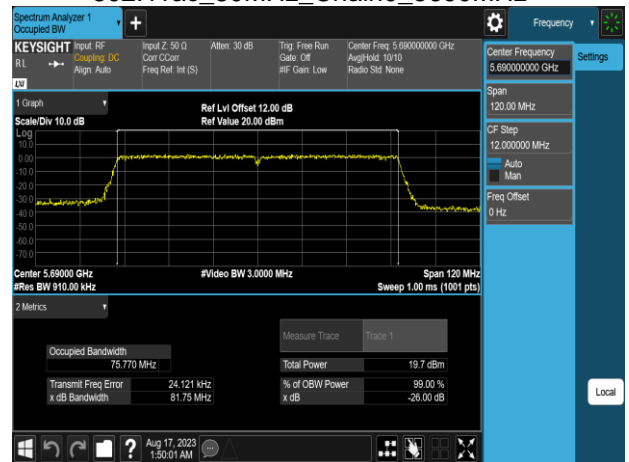 Spectrum Analyzer 1
Occupied BW
Frequency
KEYSIGHT
Input: RF
Input Z: 50 Ω
Atten: 30 dB
Trig: Free Run
Center Freq: 5.690000000 GHz
RL
Coupling: DC
Corr CCorr
Gate: Off
Avg|Hold: 10/10
Align: Auto
Freq Ref: Int (S)
#IF Gain: Low
Radio Std: None
LXI
Center Frequency
5.690000000 GHz
Settings
Span
120.00 MHz
CF Step
12.000000 MHz
Auto
Man
Freq Offset
0 Hz
1 Graph
Ref Lvl Offset 12.00 dB
Scale/Div 10.0 dB
Ref Value 20.00 dBm
Log
10.0
0.00
-10.0
-20.0
-30.0
-40.0
-50.0
-60.0
-70.0
Center 5.69000 GHz
#Video BW 3.0000 MHz
Span 120 MHz
#Res BW 910.00 kHz
Sweep 1.00 ms (1001 pts)
2 Metrics
Measure Trace
Trace 1
Occupied Bandwidth
75.770 MHz
Total Power
19.7 dBm
Transmit Freq Error
24.121 kHz
% of OBW Power
99.00 %
x dB Bandwidth
81.75 MHz
x dB
-26.00 dB
Local
Aug 17, 2023
1:50:01 AM